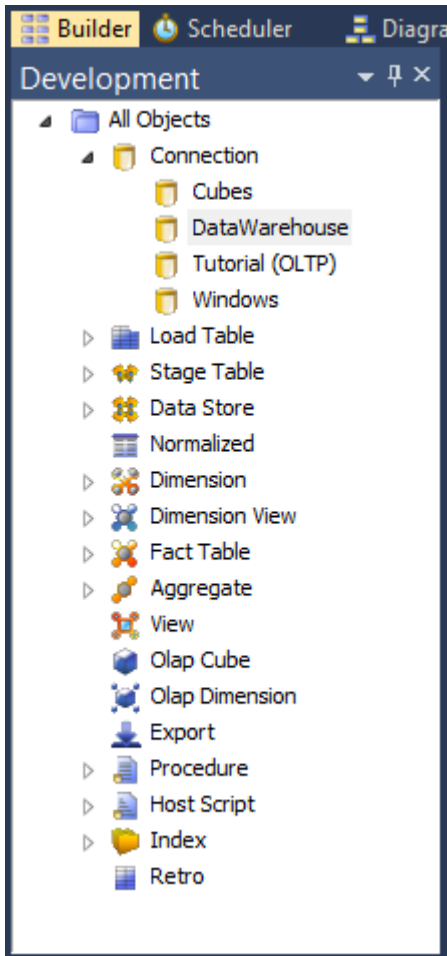 Builder Scheduler Diagra
Development
All Objects
Connection
Cubes
DataWarehouse
Tutorial (OLTP)
Windows
Load Table
Stage Table
Data Store
Normalized
Dimension
Dimension View
Fact Table
Aggregate
View
Olap Cube
Olap Dimension
Export
Procedure
Host Script
Index
Retro